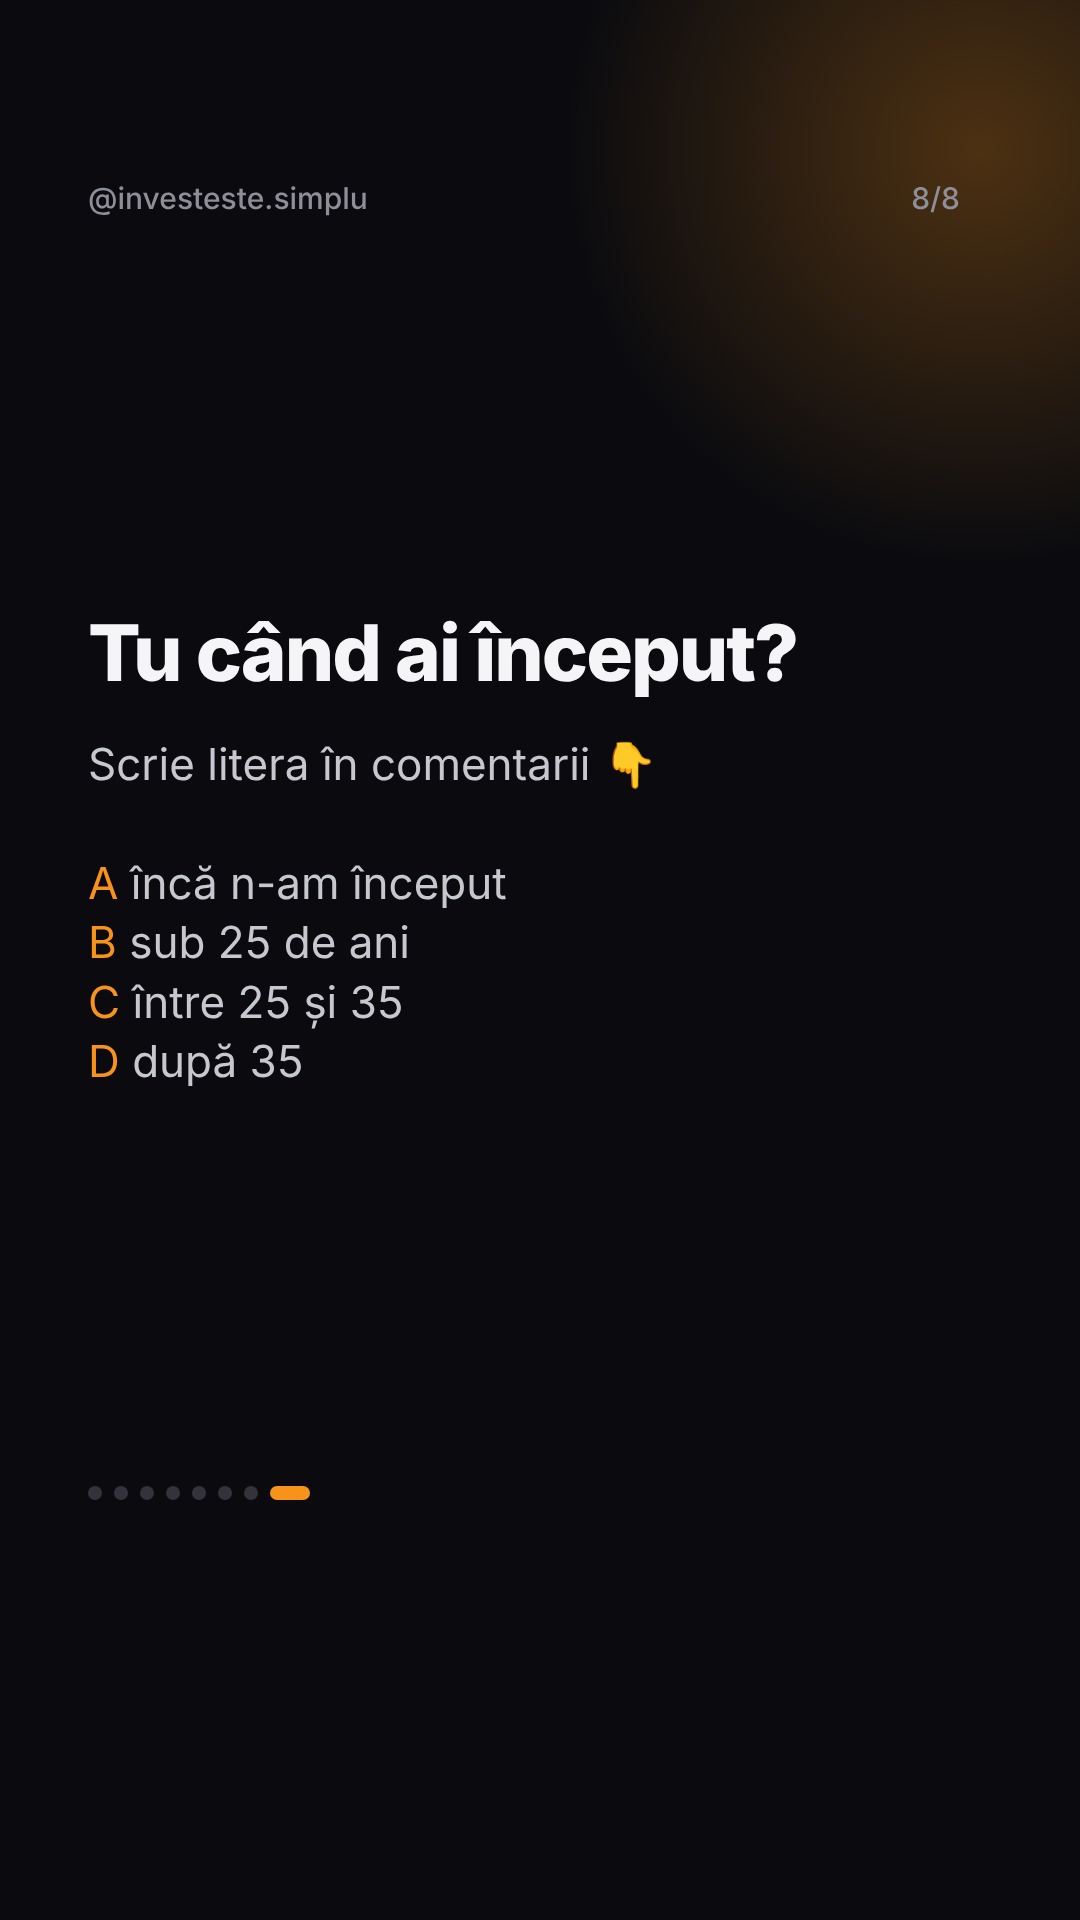 @investeste.simplu
8/8
Tu când ai început?
Scrie litera în comentarii 👇
A încă n-am început
B sub 25 de ani
C între 25 și 35
D după 35